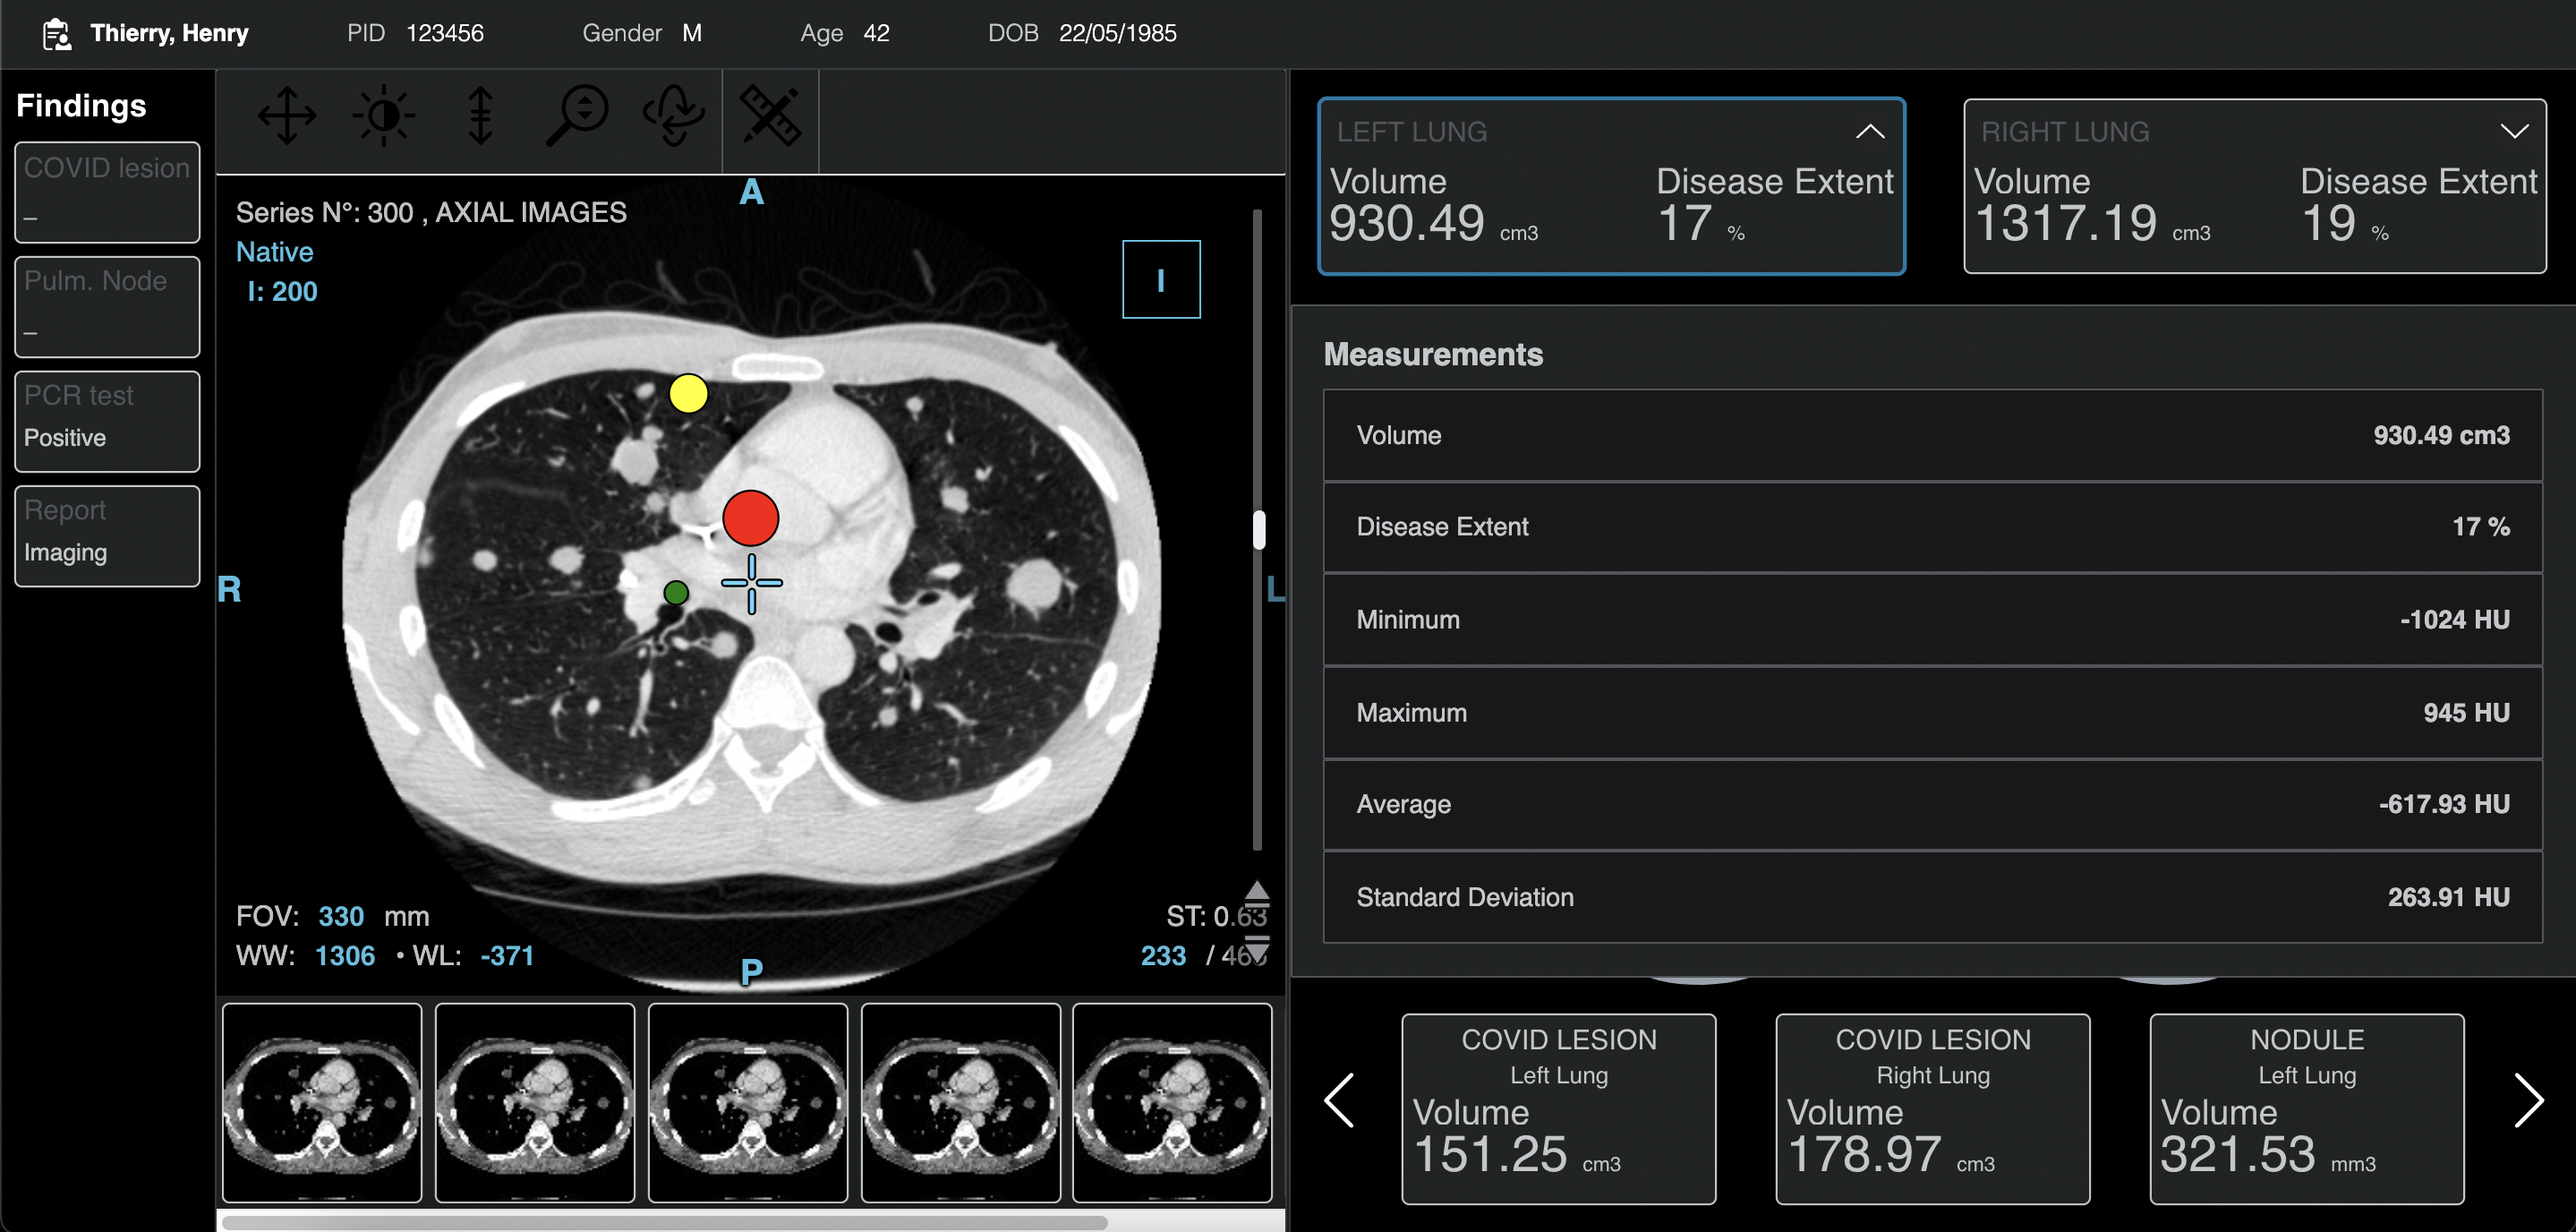 Thierry, Henry PID 123456 Gender M Age 42 DOB 22/05/1985
Findings
COVID lesion
–
Pulm. Node
–
PCR test
Positive
Report
Imaging
A
Series N°: 300 , AXIAL IMAGES
Native
I: 200
I
R
L
FOV: 330 mm
ST: 0.63
WW: 1306 • WL: -371
233 / 46
P
LEFT LUNG
Volume Disease Extent
930.49 cm3 17 %
RIGHT LUNG
Volume Disease Extent
1317.19 cm3 19 %
Measurements
Volume 930.49 cm3
Disease Extent 17 %
Minimum -1024 HU
Maximum 945 HU
Average -617.93 HU
Standard Deviation 263.91 HU
COVID LESION
Left Lung
Volume
151.25 cm3
COVID LESION
Right Lung
Volume
178.97 cm3
NODULE
Left Lung
Volume
321.53 mm3